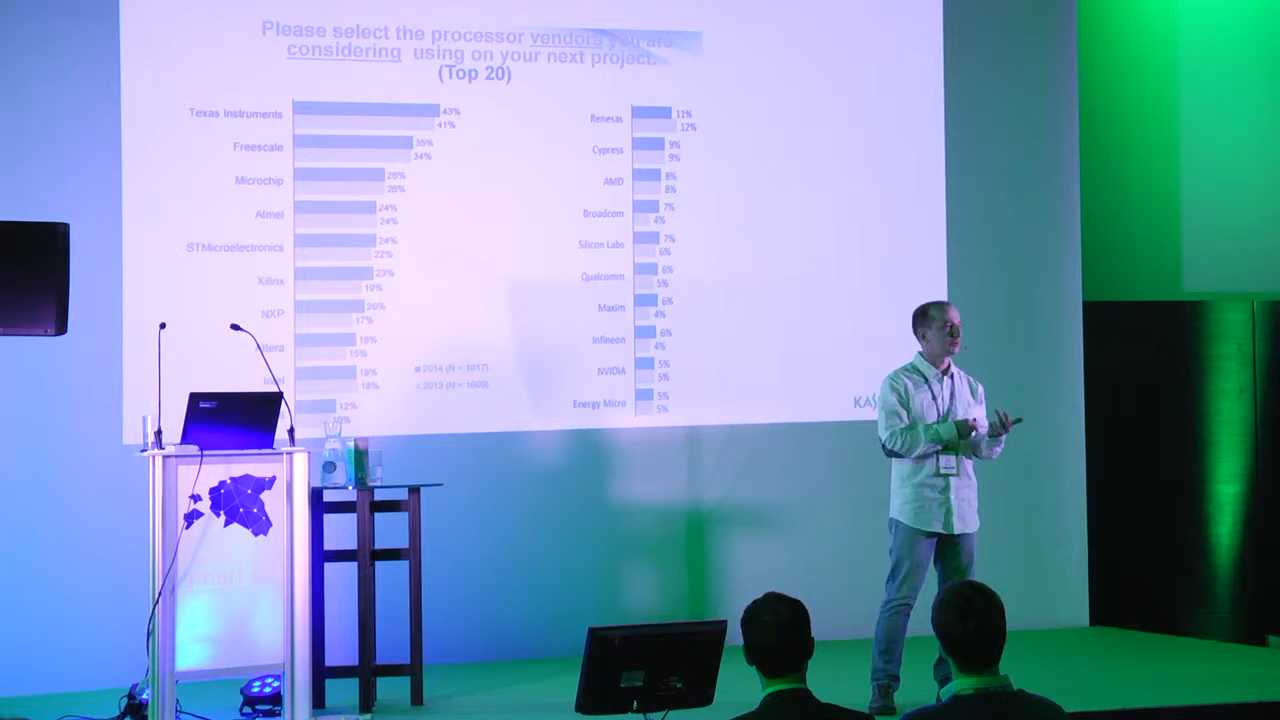 Please select the processor vendors you are
considering using on your next project.
(Top 20)
Texas Instruments 43%
41%
Freescale 35%
34%
Microchip 26%
26%
Atmel 24%
24%
STMicroelectronics 24%
22%
Xilinx 23%
19%
NXP 20%
17%
Altera 18%
15%
Intel 18%
18%
12%
10%
2014 (N = 1017)
2013 (N = 1609)
Renesas 11%
12%
Cypress 9%
9%
AMD 8%
8%
Broadcom 7%
4%
Silicon Labs 7%
6%
Qualcomm 6%
5%
Maxim 6%
4%
Infineon 6%
4%
NVIDIA 5%
5%
Energy Micro 5%
5%